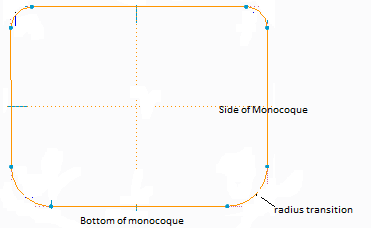 Side of Monocoque
radius transition
Bottom of monocoque